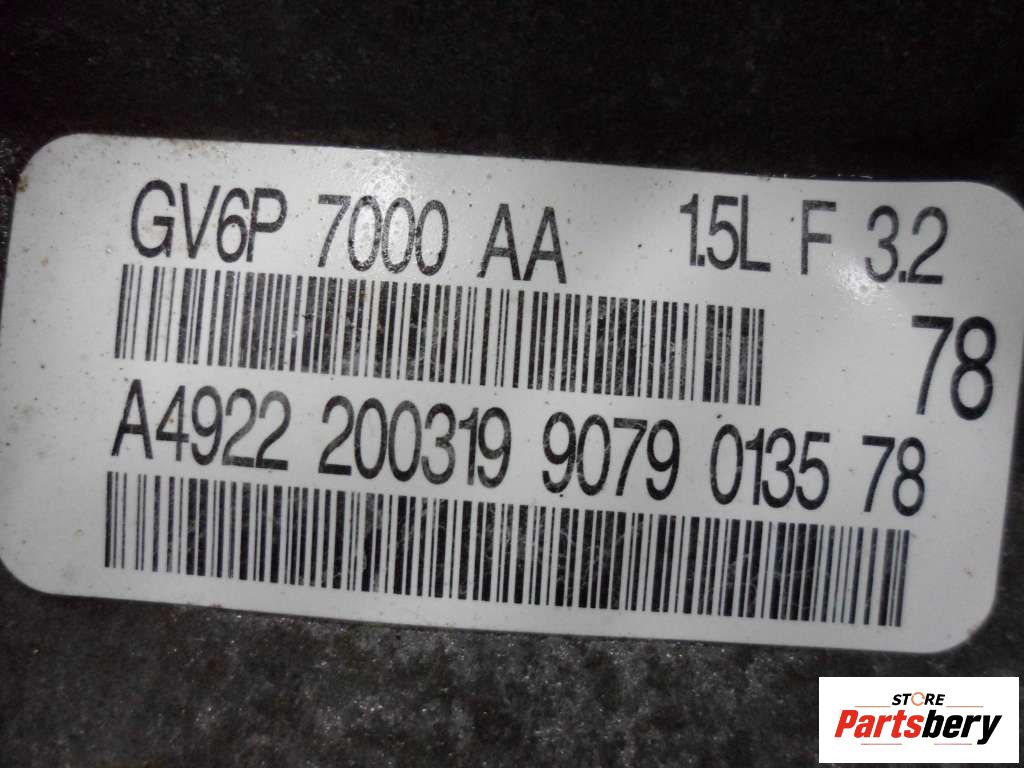 GV6P 7000 AA 1.5L F 3.2
78
A4922 200319 9079 0135 78
STORE
Partsbery